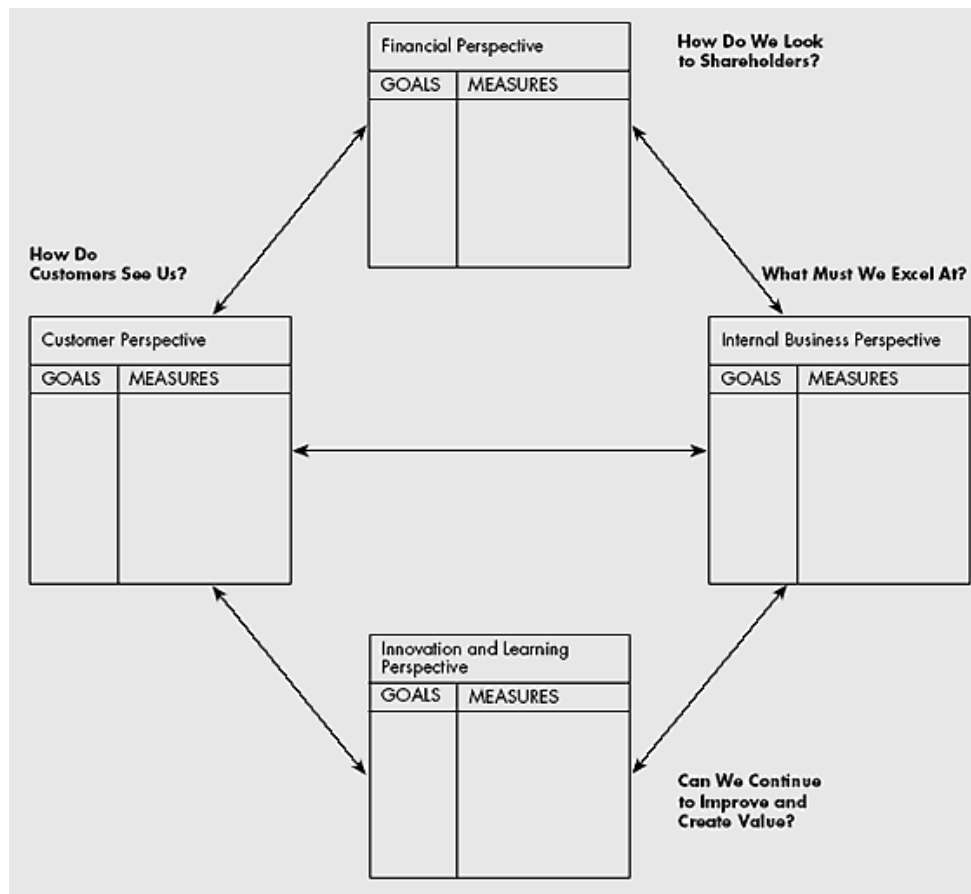 Financial Perspective
GOALS MEASURES
How Do We Look
to Shareholders?
How Do
Customers See Us?
Customer Perspective
GOALS MEASURES
What Must We Excel At?
Internal Business Perspective
GOALS MEASURES
Innovation and Learning
Perspective
GOALS MEASURES
Can We Continue
to Improve and
Create Value?